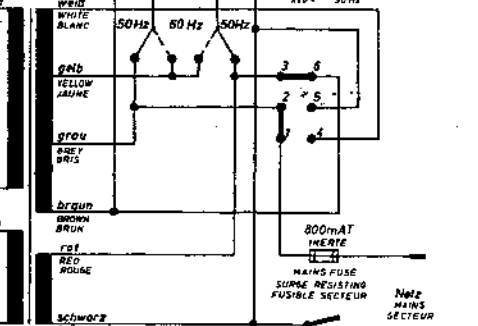 weiß
WHITE
BLANC
50Hz 60 Hz 50Hz
gelb
YELLOW
JAUNE
3 6
2 5
grau
GREY
GRIS
1 4
braun
BROWN
BRUN
rot
RED
ROUGE
800mAT
INERTE
MAINS FUSE
SURGE RESISTING
FUSIBLE SECTEUR
Netz
MAINS
SECTEUR
schwarz